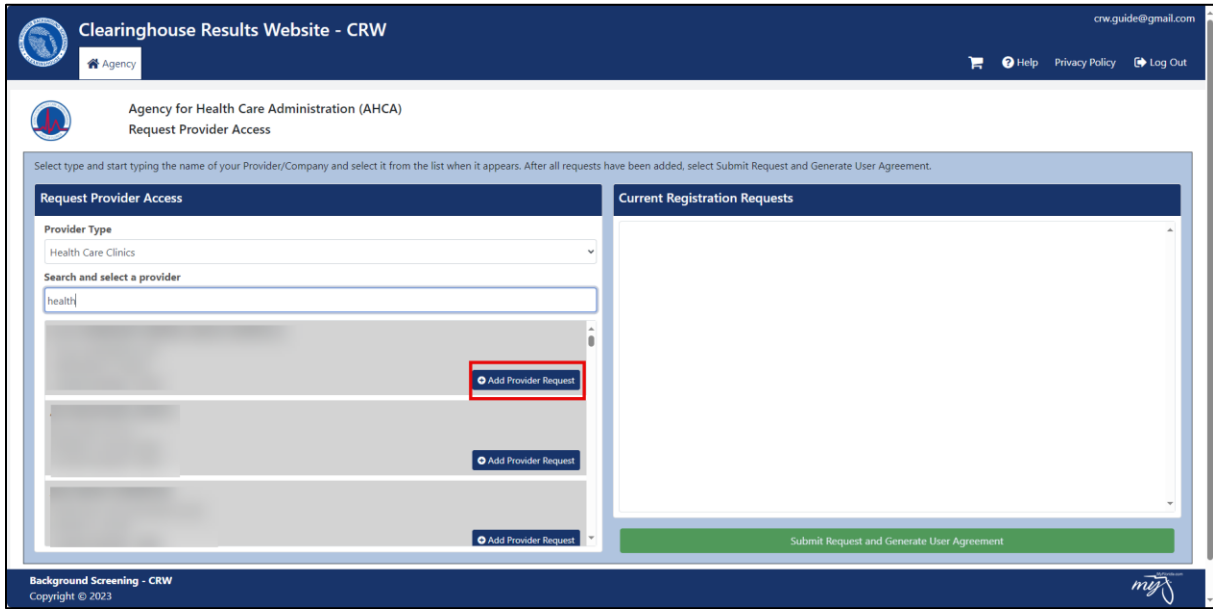 crw.guide@gmail.com
Clearinghouse Results Website - CRW
Agency
Help Privacy Policy Log Out
Agency for Health Care Administration (AHCA)
Request Provider Access
Select type and start typing the name of your Provider/Company and select it from the list when it appears. After all requests have been added, select Submit Request and Generate User Agreement.
Request Provider Access
Provider Type
Health Care Clinics
Search and select a provider
health
Add Provider Request
Add Provider Request
Add Provider Request
Current Registration Requests
Submit Request and Generate User Agreement
Background Screening - CRW
Copyright © 2023